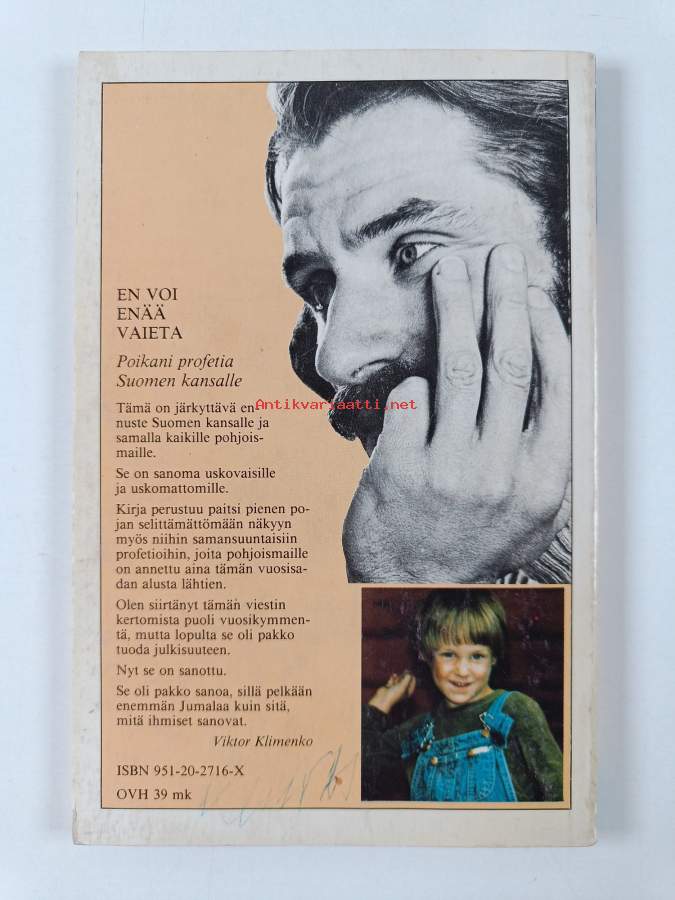 EN VOI
ENÄÄ
VAIETA
Poikani profetia
Suomen kansalle
Tämä on järkyttävä en-
nuste Suomen kansalle ja
samalla kaikille pohjois-
maille.
Se on sanoma uskovaisille
ja uskomattomille.
Kirja perustuu paitsi pienen po-
jan selittämättömään näkyyn
myös niihin samansuuntaisiin
profetioihin, joita pohjoismaille
on annettu aina tämän vuosisa-
dan alusta lähtien.
Olen siirtänyt tämän viestin
kertomista puoli vuosikymmen-
tä, mutta lopulta se oli pakko
tuoda julkisuuteen.
Nyt se on sanottu.
Se oli pakko sanoa, sillä pelkään
enemmän Jumalaa kuin sitä,
mitä ihmiset sanovat.
Viktor Klimenko
ISBN 951-20-2716-X
OVH 39 mk
Antikvariaatti.net